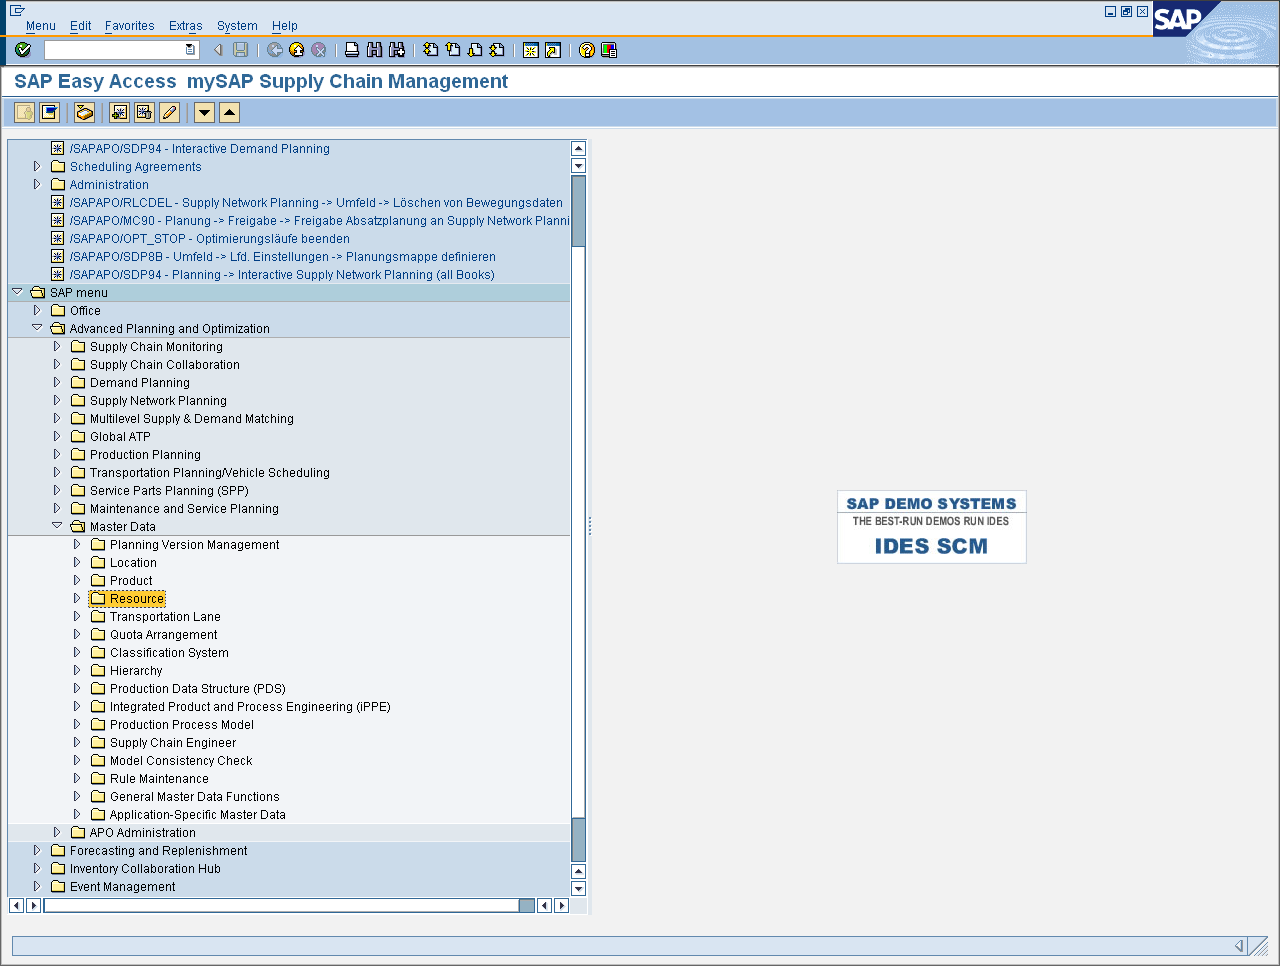 Menu Edit Favorites Extras System Help
SAP
SAP Easy Access mySAP Supply Chain Management
/SAPAPO/SDP94 - Interactive Demand Planning
Scheduling Agreements
Administration
/SAPAPO/RLCDEL - Supply Network Planning -> Umfeld -> Löschen von Bewegungsdaten
/SAPAPO/MC90 - Planung -> Freigabe -> Freigabe Absatzplanung an Supply Network Planni
/SAPAPO/OPT_STOP - Optimierungsläufe beenden
/SAPAPO/SDP8B - Umfeld -> Lfd. Einstellungen -> Planungsmappe definieren
/SAPAPO/SDP94 - Planning -> Interactive Supply Network Planning (all Books)
SAP menu
Office
Advanced Planning and Optimization
Supply Chain Monitoring
Supply Chain Collaboration
Demand Planning
Supply Network Planning
Multilevel Supply & Demand Matching
Global ATP
Production Planning
Transportation Planning/Vehicle Scheduling
Service Parts Planning (SPP)
Maintenance and Service Planning
Master Data
Planning Version Management
Location
Product
Resource
Transportation Lane
Quota Arrangement
Classification System
Hierarchy
Production Data Structure (PDS)
Integrated Product and Process Engineering (iPPE)
Production Process Model
Supply Chain Engineer
Model Consistency Check
Rule Maintenance
General Master Data Functions
Application-Specific Master Data
APO Administration
Forecasting and Replenishment
Inventory Collaboration Hub
Event Management
SAP DEMO SYSTEMS
THE BEST-RUN DEMOS RUN IDES
IDES SCM